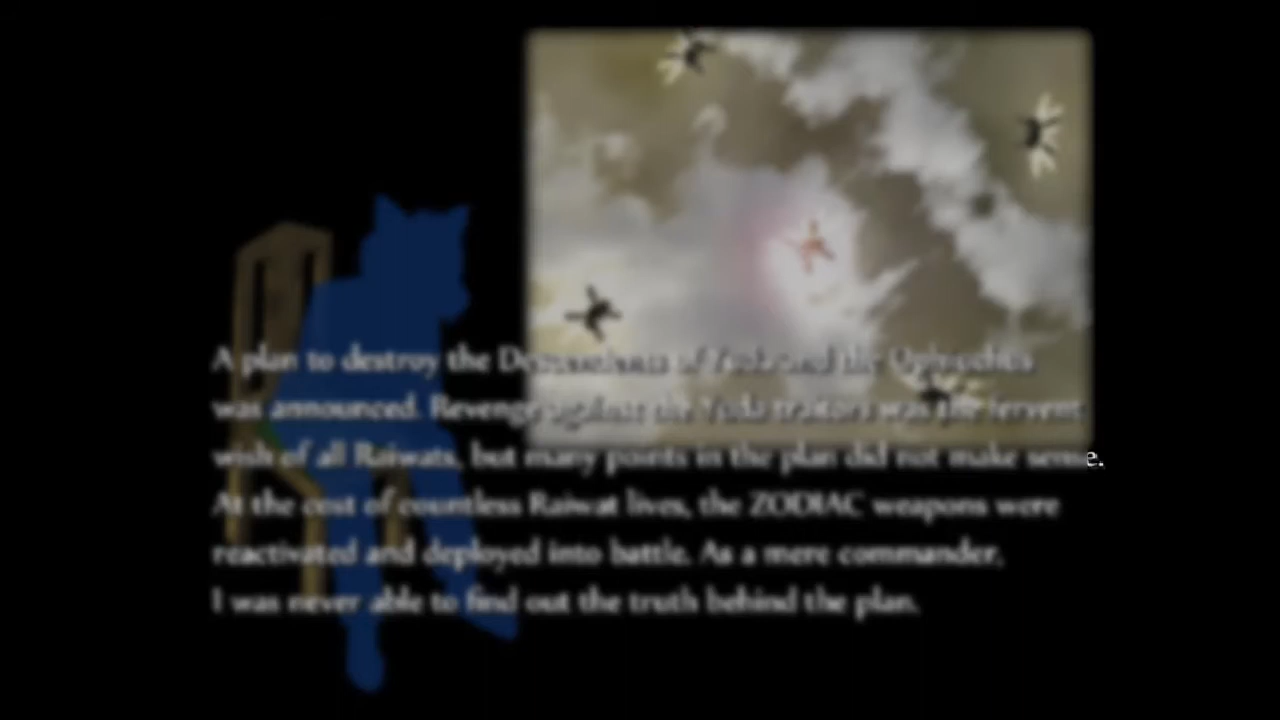 A plan to destroy the Descendents of Yuda and the Ophiuchus
was announced. Revenge against the Yuda traitors was the fervent
wish of all Raiwats, but many points in the plan did not make sense.
At the cost of countless Raiwat lives, the ZODIAC weapons were
reactivated and deployed into battle. As a mere commander,
I was never able to find out the truth behind the plan.